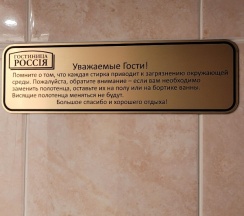 ГОСТИНИЦА
РОССІЯ
Уважаемые Гости!
Помните о том, что каждая стирка приводит к загрязнению окружающей
среды. Пожалуйста, обратите внимание – если вам необходимо
заменить полотенца, оставьте их на полу или на бортике ванны.
Висящие полотенца меняться не будут.
Большое спасибо и хорошего отдыха!